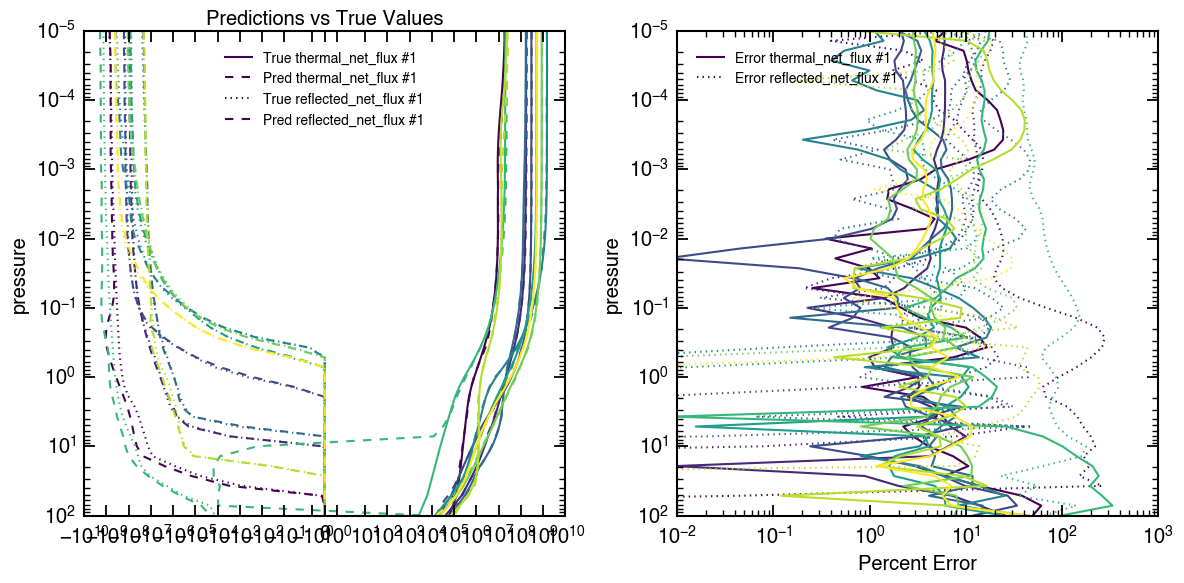 Predictions vs True Values
True thermal_net_flux #1
Pred thermal_net_flux #1
True reflected_net_flux #1
Pred reflected_net_flux #1
pressure
10⁻⁵
10⁻⁴
10⁻³
10⁻²
10⁻¹
10⁰
10¹
10²
Error thermal_net_flux #1
Error reflected_net_flux #1
pressure
10⁻⁵
10⁻⁴
10⁻³
10⁻²
10⁻¹
10⁰
10¹
10²
10⁻² 10⁻¹ 10⁰ 10¹ 10² 10³
Percent Error